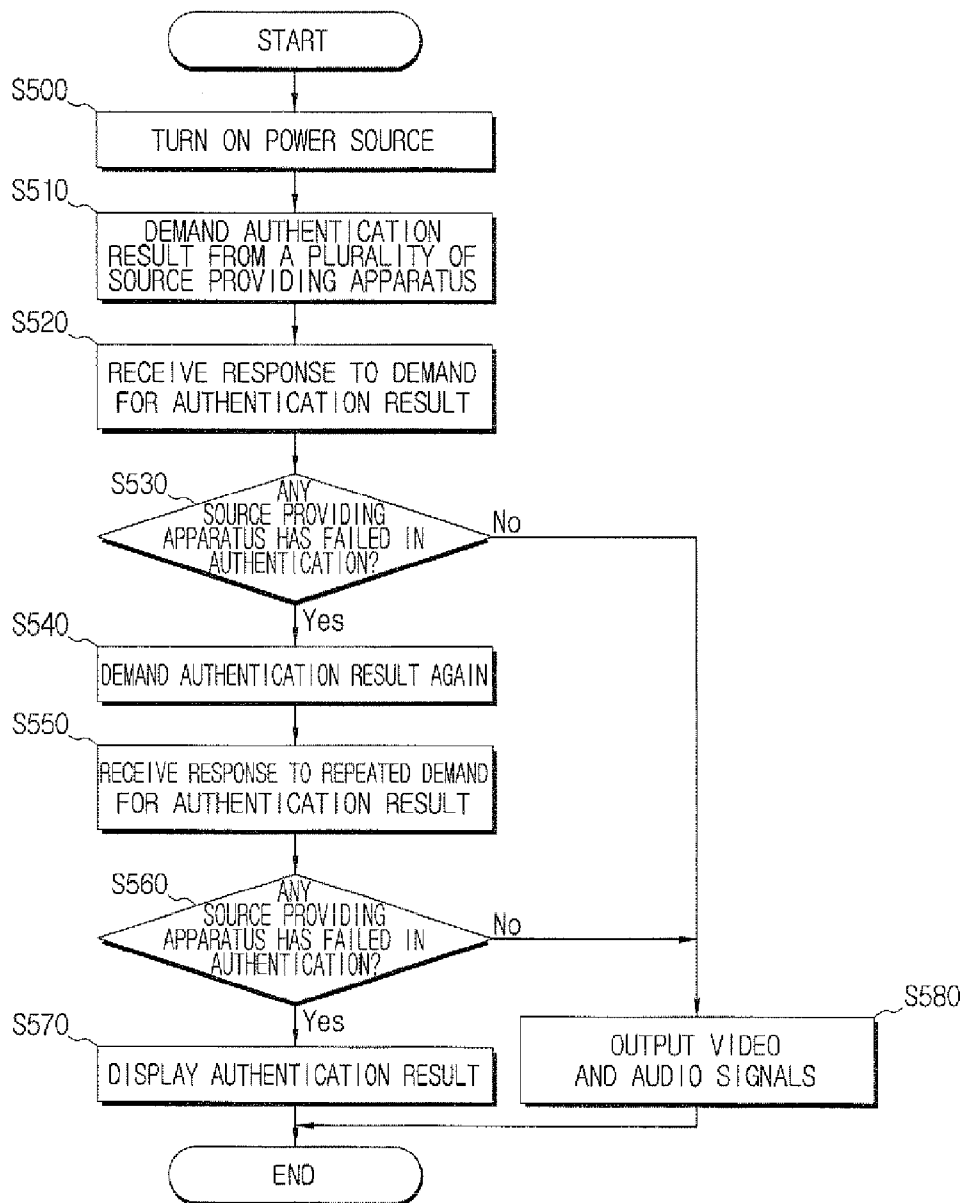 START
S500
TURN ON POWER SOURCE
S510
DEMAND AUTHENTICATION
RESULT FROM A PLURALITY OF
SOURCE PROVIDING APPARATUS
S520
RECEIVE RESPONSE TO DEMAND
FOR AUTHENTICATION RESULT
S530
ANY
SOURCE PROVIDING
APPARATUS HAS FAILED IN
AUTHENTICATION?
No
Yes
S540
DEMAND AUTHENTICATION RESULT AGAIN
S550
RECEIVE RESPONSE TO REPEATED DEMAND
FOR AUTHENTICATION RESULT
S560
ANY
SOURCE PROVIDING
APPARATUS HAS FAILED IN
AUTHENTICATION?
No
Yes
S570
DISPLAY AUTHENTICATION RESULT
S580
OUTPUT VIDEO
AND AUDIO SIGNALS
END